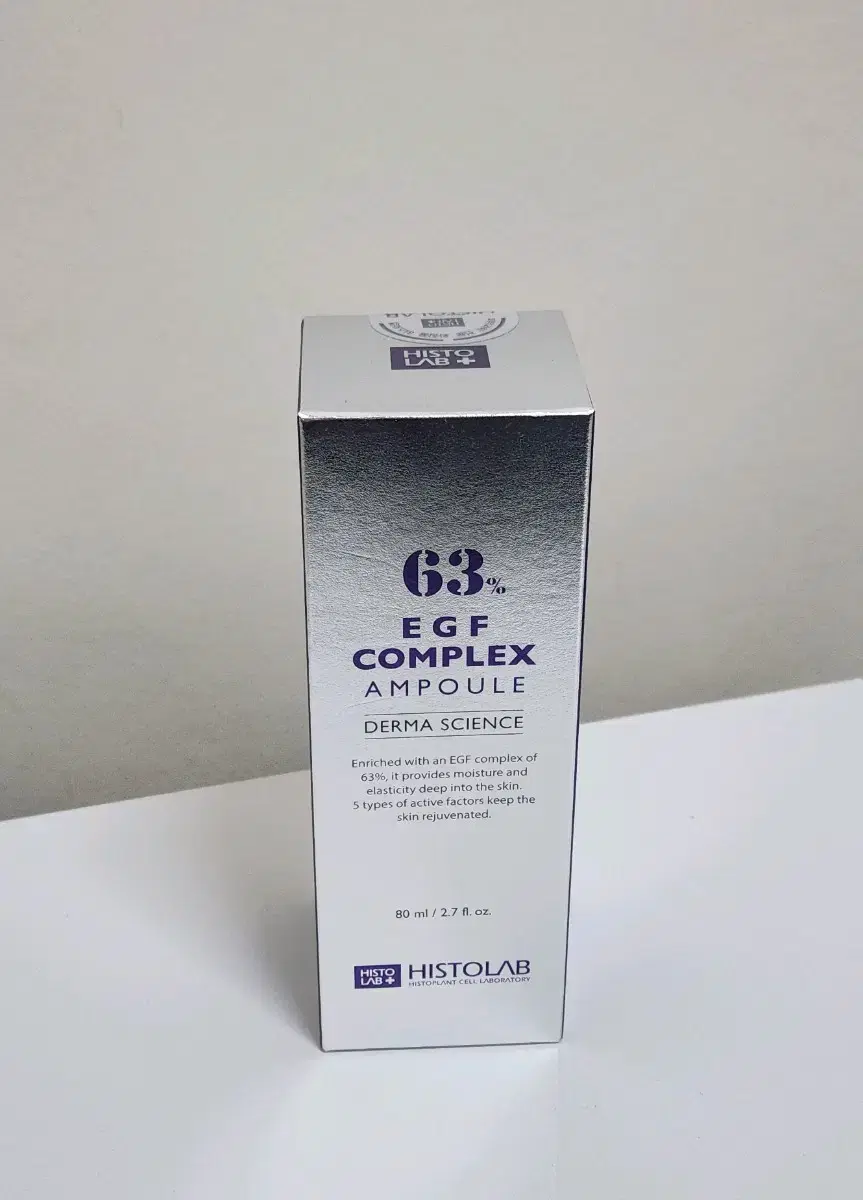 HISTOLAB
HISTO
LAB +
63%
EGF
COMPLEX
AMPOULE
DERMA SCIENCE
Enriched with an EGF complex of
63%, it provides moisture and
elasticity deep into the skin.
5 types of active factors keep the
skin rejuvenated.
80 ml / 2.7 fl. oz.
HISTO
LAB +
HISTOLAB
HISTOPLANT CELL LABORATORY